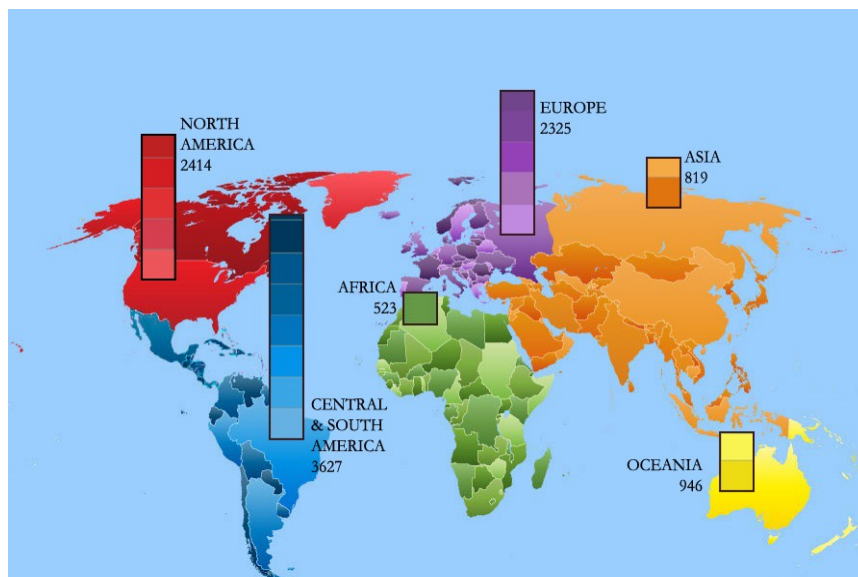 NORTH
AMERICA
2414
EUROPE
2325
ASIA
819
AFRICA
523
CENTRAL
& SOUTH
AMERICA
3627
OCEANIA
946